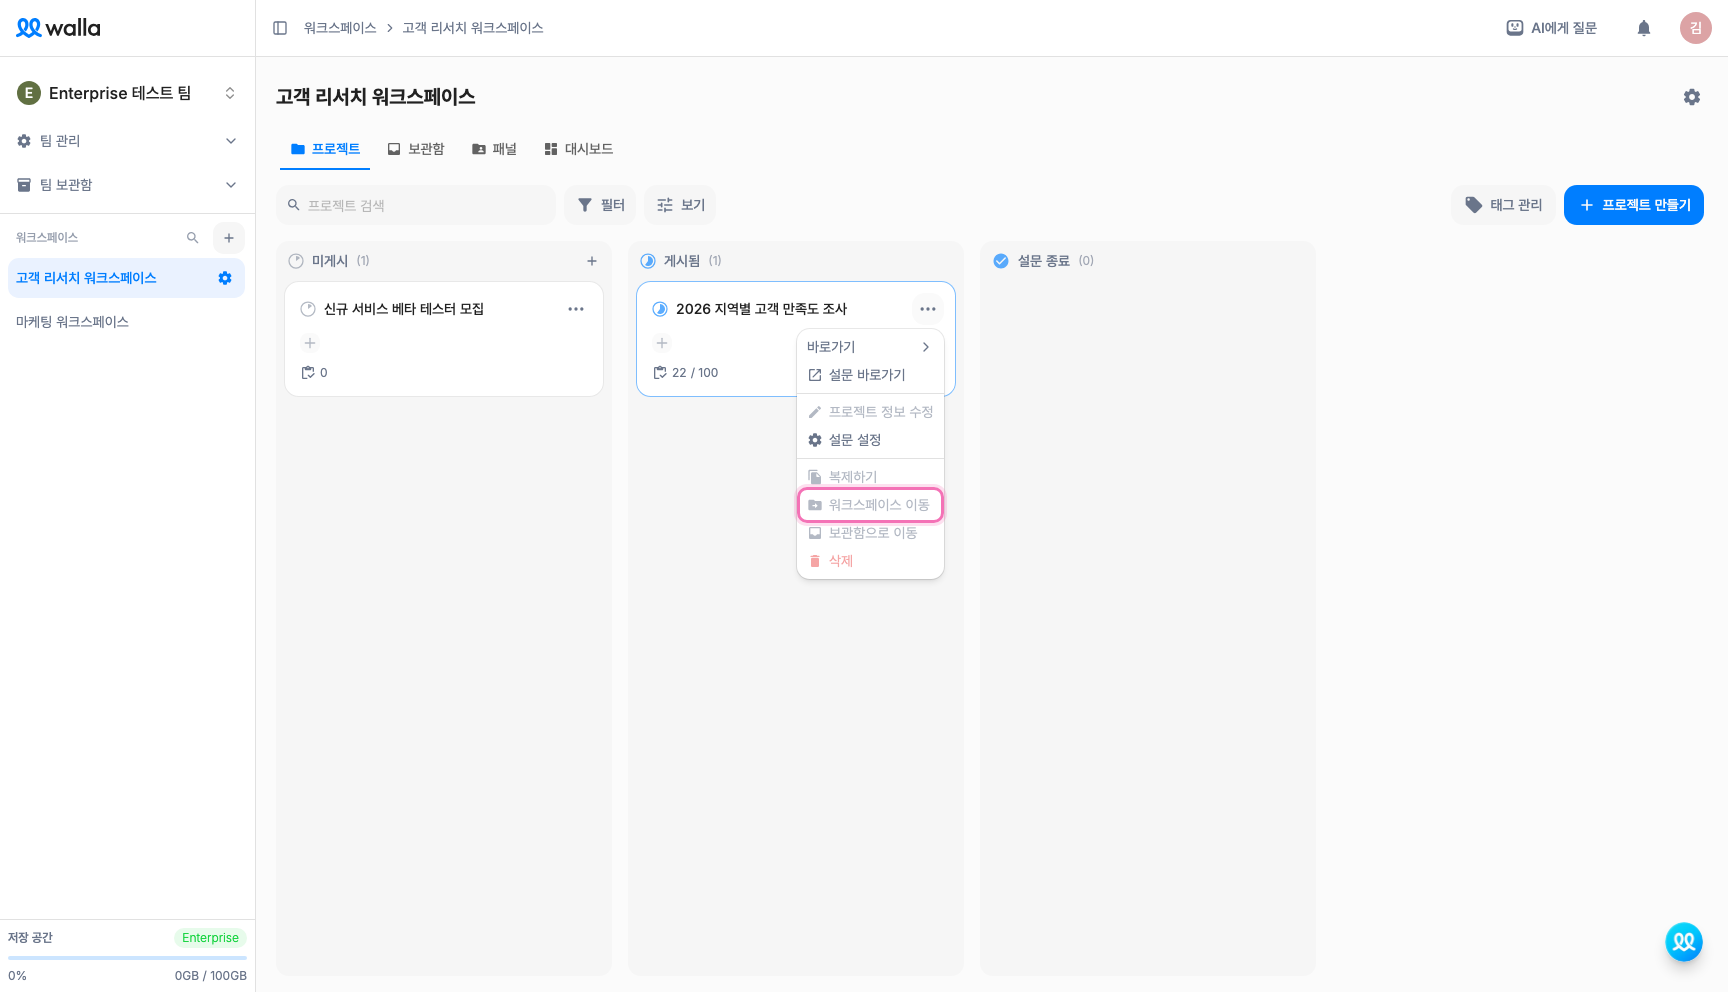 walla
워크스페이스 > 고객 리서치 워크스페이스
AI에게 질문
김
E Enterprise 테스트 팀
팀 관리
팀 보관함
워크스페이스
고객 리서치 워크스페이스
마케팅 워크스페이스
저장 공간 Enterprise
0% 0GB / 100GB
고객 리서치 워크스페이스
프로젝트 보관함 패널 대시보드
프로젝트 검색 필터 보기 태그 관리 + 프로젝트 만들기
미게시 (1) +
신규 서비스 베타 테스터 모집
0
게시됨 (1)
2026 지역별 고객 만족도 조사
22 / 100
바로가기
설문 바로가기
프로젝트 정보 수정
설문 설정
복제하기
워크스페이스 이동
보관함으로 이동
삭제
설문 종료 (0)